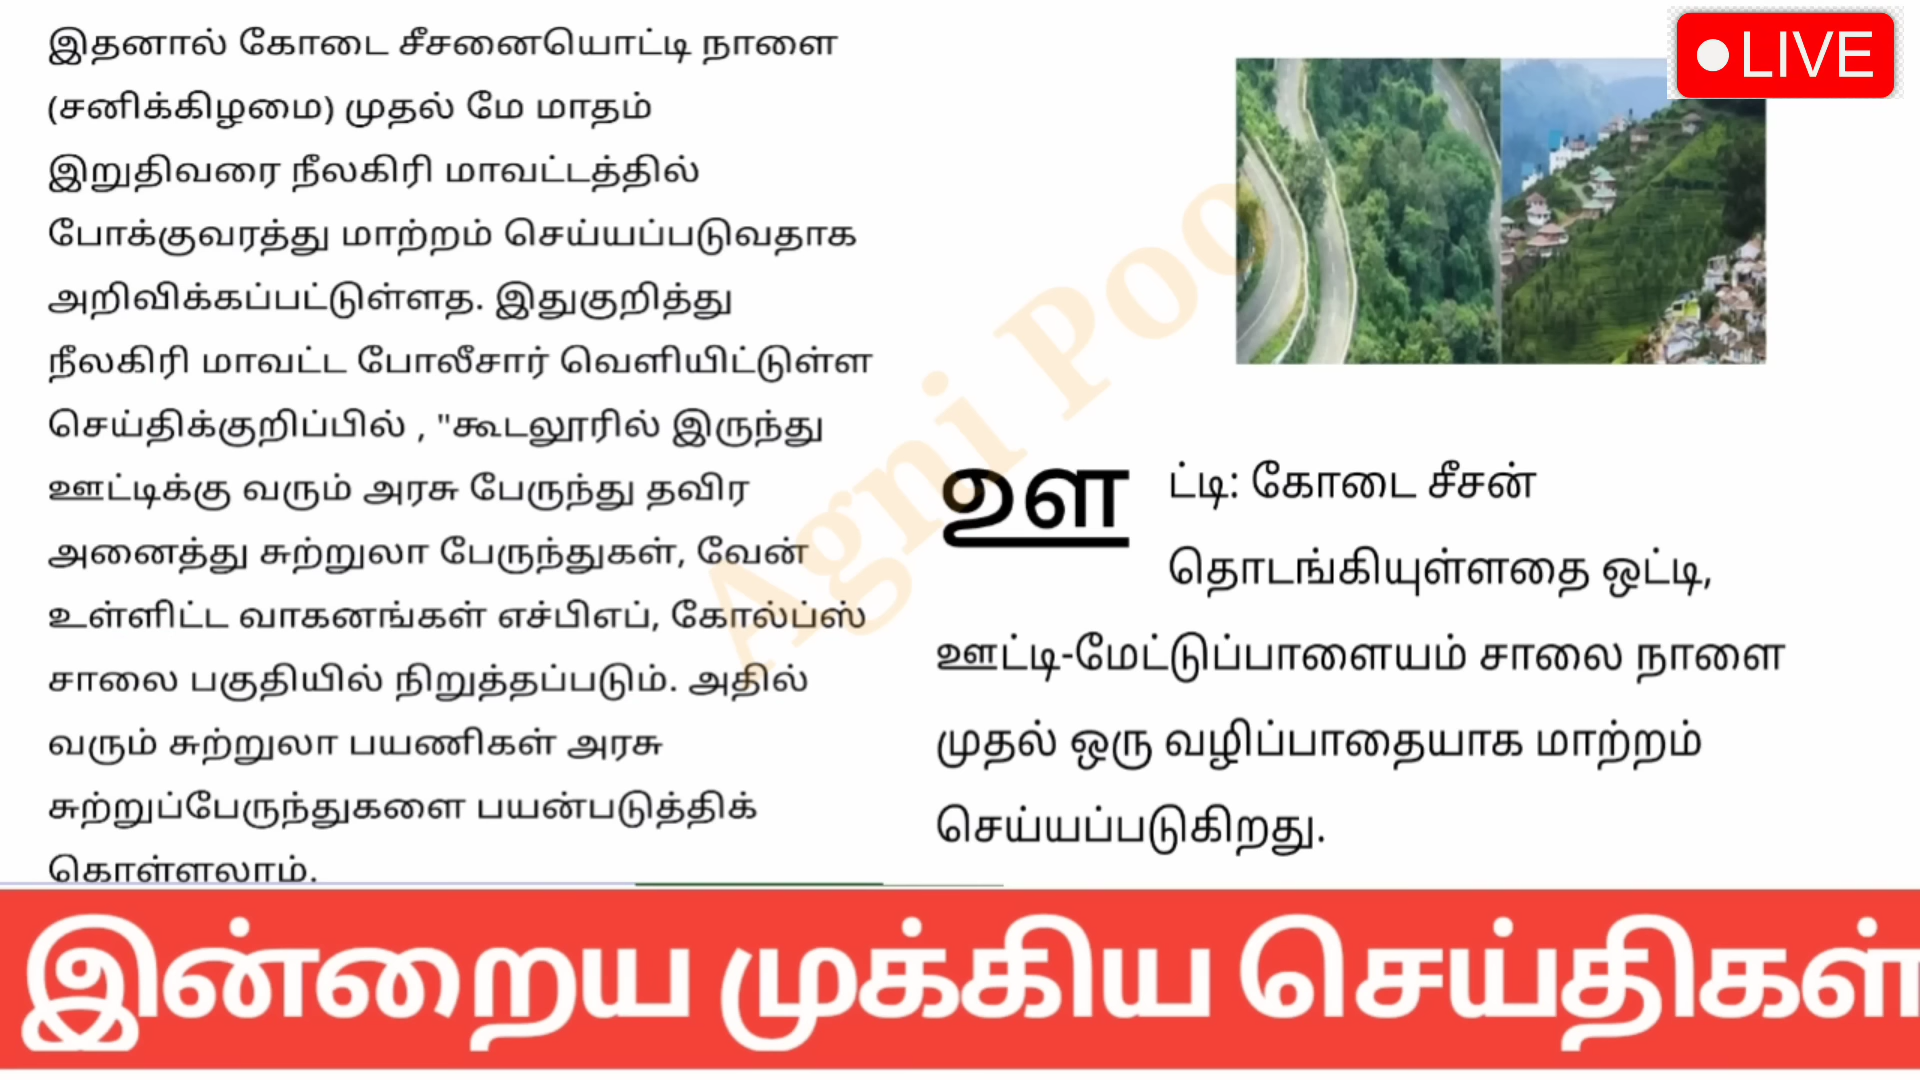 LIVE
இதனால் கோடை சீசனையொட்டி நாளை
(சனிக்கிழமை) முதல் மே மாதம்
இறுதிவரை நீலகிரி மாவட்டத்தில்
போக்குவரத்து மாற்றம் செய்யப்படுவதாக
அறிவிக்கப்பட்டுள்ளத. இதுகுறித்து
நீலகிரி மாவட்ட போலீசார் வெளியிட்டுள்ள
செய்திக்குறிப்பில் , "கூடலூரில் இருந்து
ஊட்டிக்கு வரும் அரசு பேருந்து தவிர
அனைத்து சுற்றுலா பேருந்துகள், வேன்
உள்ளிட்ட வாகனங்கள் எச்பிஎப், கோல்ப்ஸ்
சாலை பகுதியில் நிறுத்தப்படும். அதில்
வரும் சுற்றுலா பயணிகள் அரசு
சுற்றுப்பேருந்துகளை பயன்படுத்திக்
கொள்ளலாம்.
ஊட்டி: கோடை சீசன்
தொடங்கியுள்ளதை ஒட்டி,
ஊட்டி-மேட்டுப்பாளையம் சாலை நாளை
முதல் ஒரு வழிப்பாதையாக மாற்றம்
செய்யப்படுகிறது.
Agni Poo
இன்றைய முக்கிய செய்திகள்